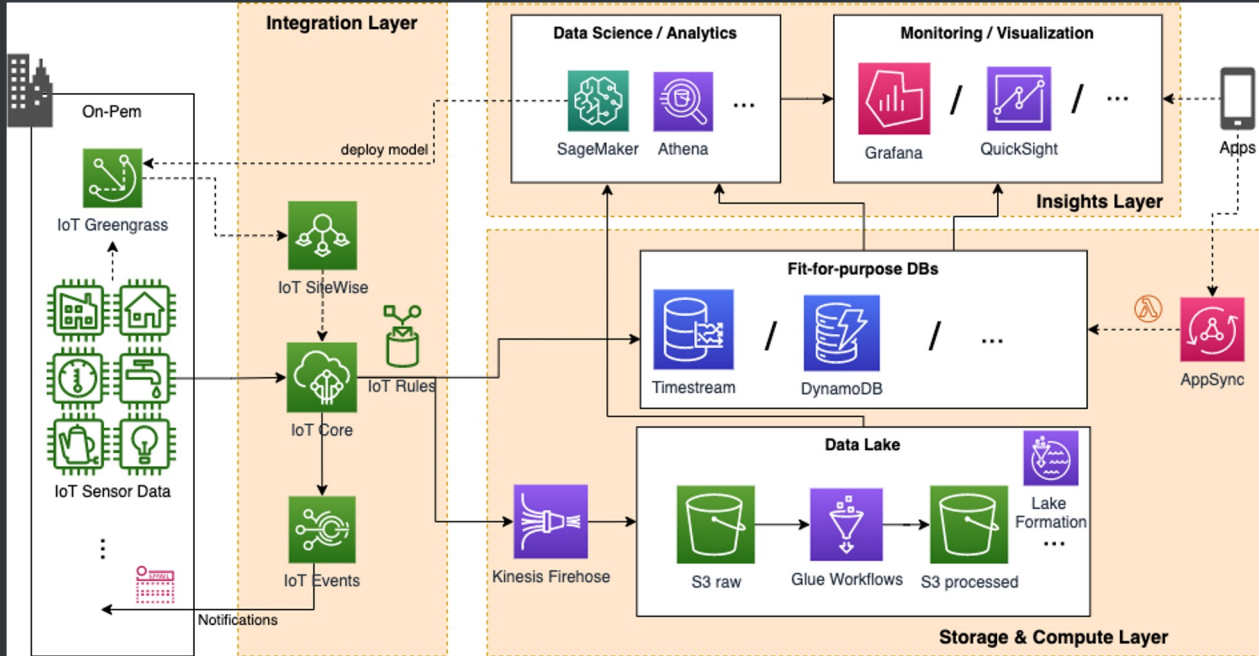 Integration Layer
Data Science / Analytics
Monitoring / Visualization
On-Pem
SageMaker
Athena
...
Grafana
/
QuickSight
/
...
Apps
deploy model
IoT Greengrass
Insights Layer
IoT SiteWise
Fit-for-purpose DBs
IoT Rules
Timestream
/
DynamoDB
/
...
AppSync
IoT Core
Data Lake
IoT Sensor Data
Lake
Formation
...
IoT Events
Kinesis Firehose
S3 raw
Glue Workflows
S3 processed
EMAIL
Notifications
Storage & Compute Layer